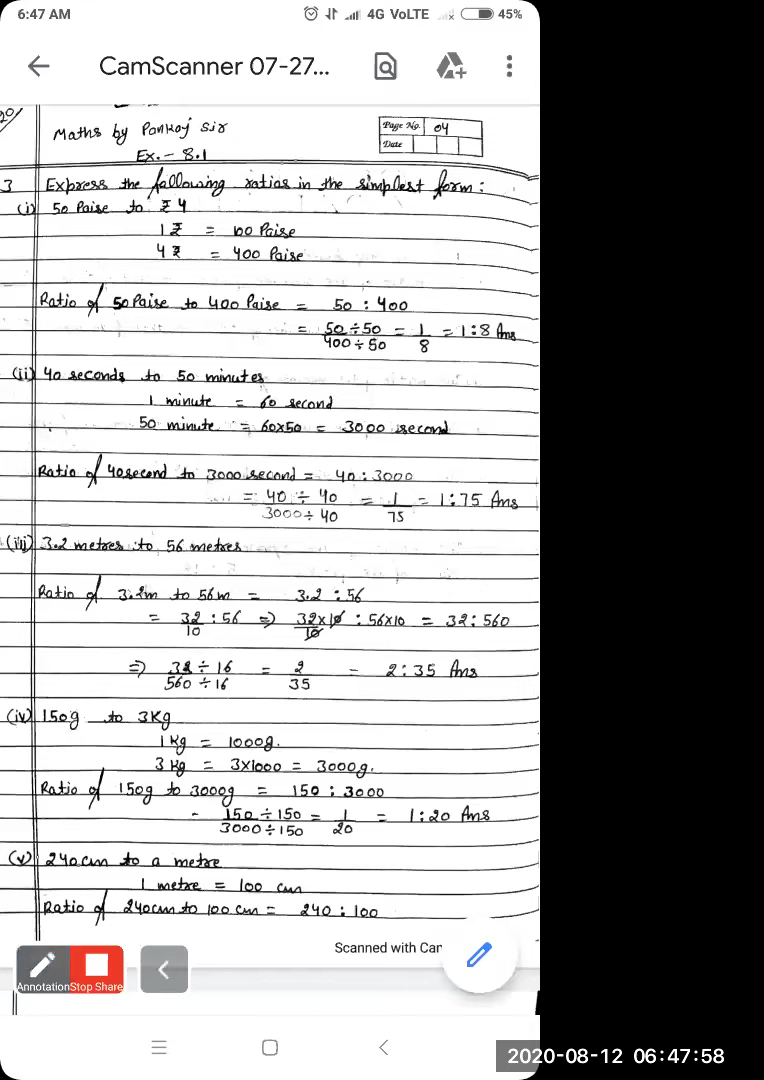 6:47 AM 4G VoLTE 45%
CamScanner 07-27...
Maths by Pankaj Sir
Page No. 04
Date
Ex.- 8.1
3 Express the following ratios in the simplest form :
(i) 50 Paise to ₹ 4
1 ₹ = 100 Paise
4 ₹ = 400 Paise
Ratio of 50 Paise to 400 Paise = 50 : 400
= 50 ÷ 50 / 400 ÷ 50 = 1/8 = 1:8 Ans
(ii) 40 seconds to 50 minutes
1 minute = 60 second
50 minute = 60x50 = 3000 second
Ratio of 40second to 3000 second = 40 : 3000
= 40 ÷ 40 / 3000 ÷ 40 = 1/75 = 1:75 Ans
(iii) 3.2 metres to 56 metres
Ratio of 3.2m to 56m = 3.2 : 56
= 32/10 : 56 ⇒ 32x10/10 : 56x10 = 32:560
⇒ 32 ÷ 16 / 560 ÷ 16 = 2/35 = 2:35 Ans
(iv) 150g to 3Kg
1 Kg = 1000g.
3 Kg = 3x1000 = 3000g.
Ratio of 150g to 3000g = 150 : 3000
- 150 ÷ 150 / 3000 ÷ 150 = 1/20 = 1:20 Ans
(v) 240cm to a metre
1 metre = 100 cm
Ratio of 240cm to 100 cm = 240 : 100
Scanned with Car
Annotation Stop Share
2020-08-12 06:47:58